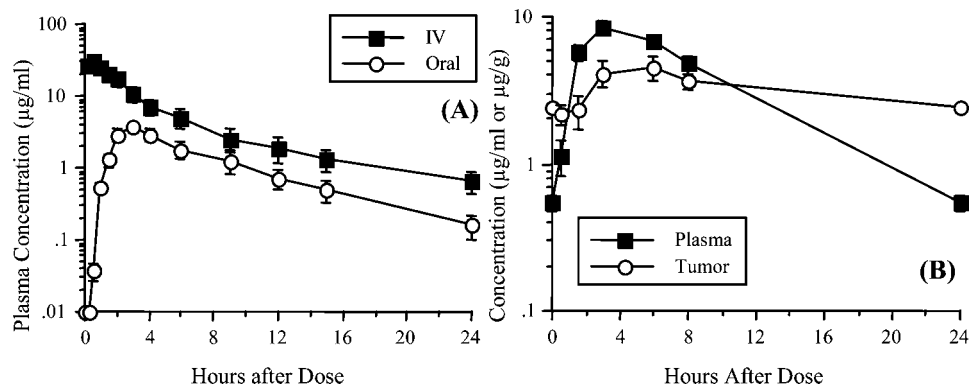 100
10
1
.1
.01
Plasma Concentration (µg/ml)
IV
Oral
(A)
0 4 8 12 16 20 24
Hours after Dose
10
1
.1
Concentration (µg/ml or µg/g)
Plasma
Tumor
(B)
0 4 8 12 16 20 24
Hours After Dose